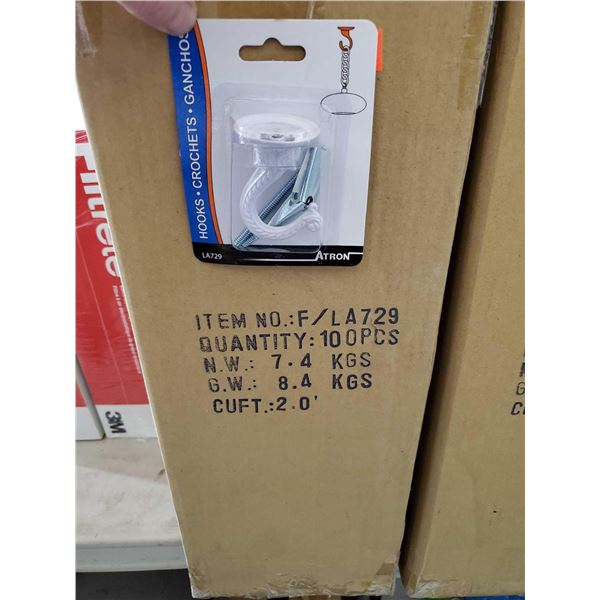 HOOKS • CROCHETS • GANCHOS
LA729
ATRON
ITEM NO.:F/LA729
QUANTITY:100PCS
N.W.: 7.4 KGS
G.W.: 8.4 KGS
CUFT.:2.0'
Filtrete
3M